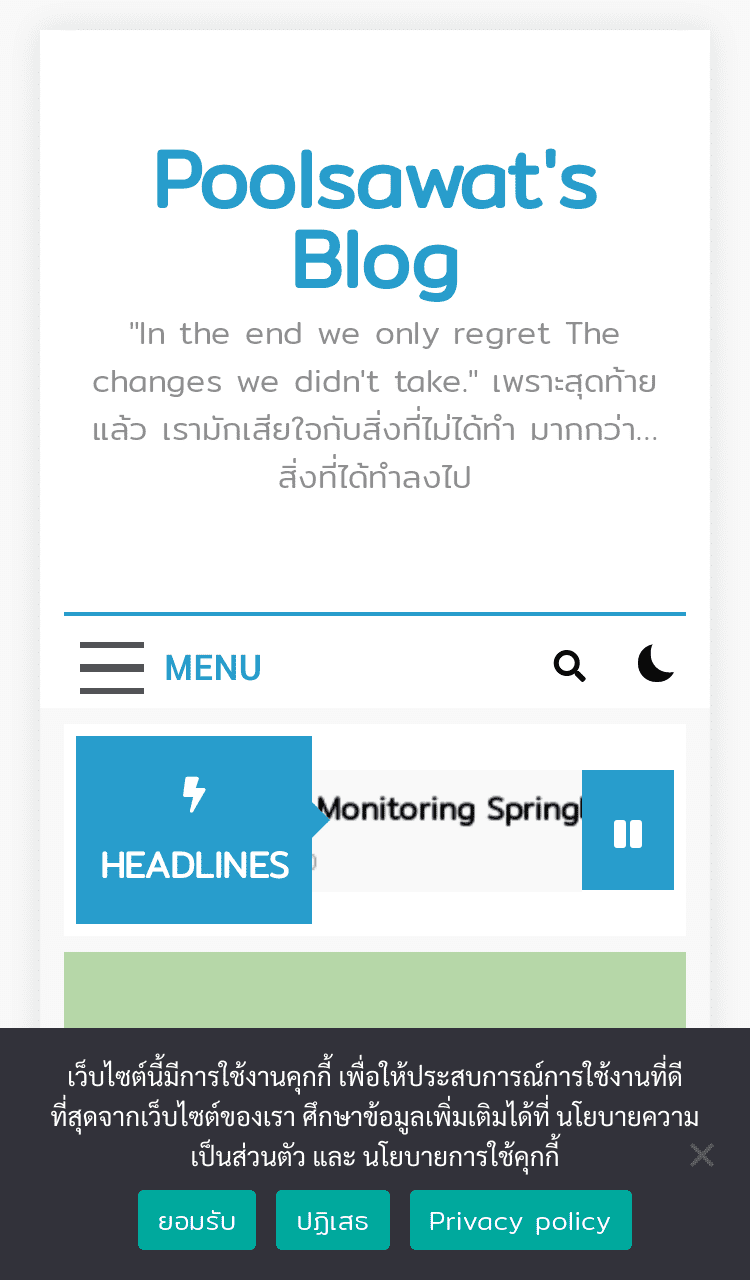 Poolsawat's
Blog
"In the end we only regret The
changes we didn't take." เพราะสุดท้าย
แล้ว เรามักเสียใจกับสิ่งที่ไม่ได้ทำ มากกว่า...
สิ่งที่ได้ทำลงไป
MENU
HEADLINES
Monitoring Spring
เว็บไซต์นี้มีการใช้งานคุกกี้ เพื่อให้ประสบการณ์การใช้งานที่ดี
ที่สุดจากเว็บไซต์ของเรา ศึกษาข้อมูลเพิ่มเติมได้ที่ นโยบายความ
เป็นส่วนตัว และ นโยบายการใช้คุกกี้
ยอมรับ
ปฏิเสธ
Privacy policy